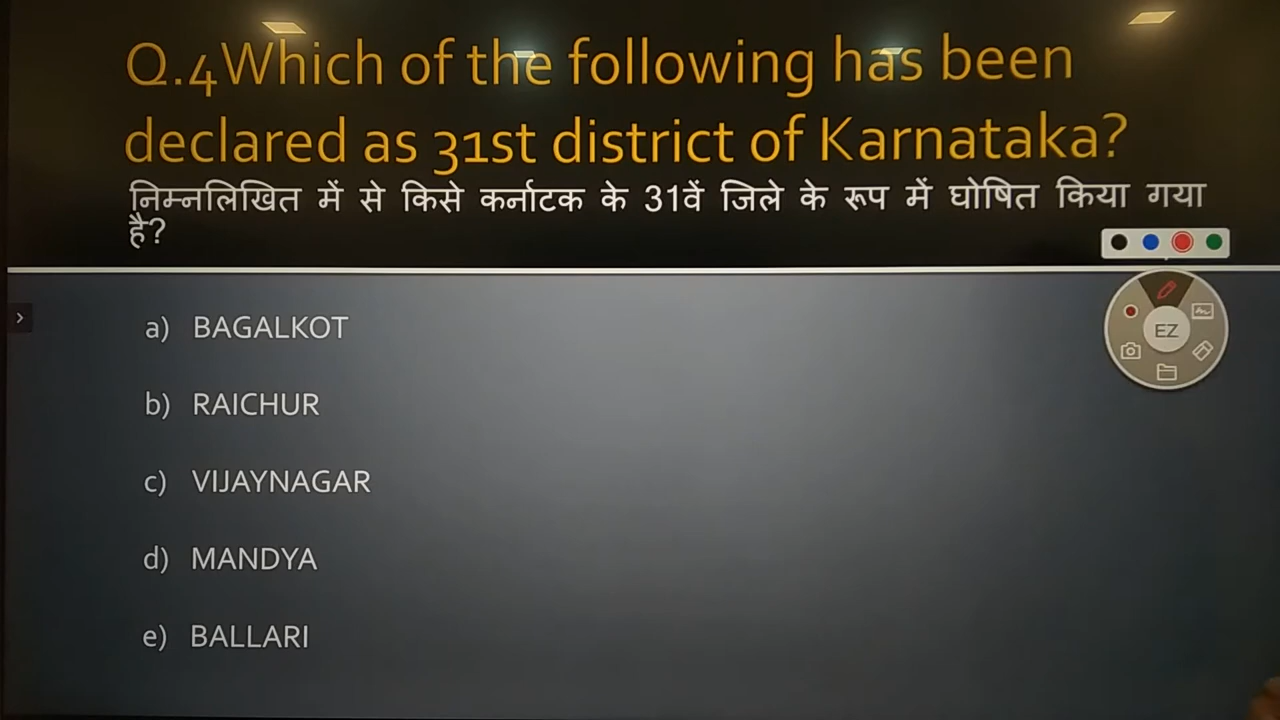 Q.4Which of the following has been
declared as 31st district of Karnataka?
निम्नलिखित में से किसे कर्नाटक के 31वें जिले के रूप में घोषित किया गया
है?
EZ
a) BAGALKOT
b) RAICHUR
c) VIJAYNAGAR
d) MANDYA
e) BALLARI